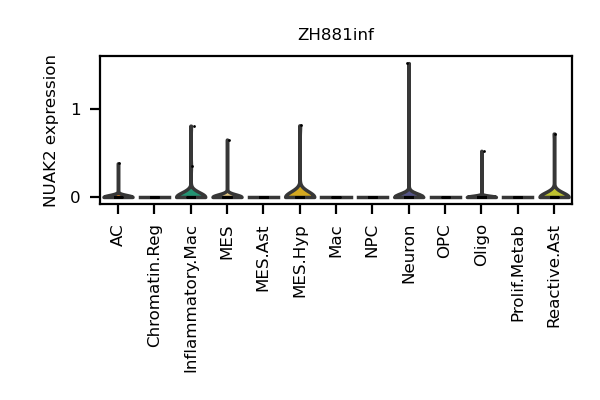 ZH881inf
NUAK2 expression
1
0
AC
Chromatin.Reg
Inflammatory.Mac
MES
MES.Ast
MES.Hyp
Mac
NPC
Neuron
OPC
Oligo
Prolif.Metab
Reactive.Ast